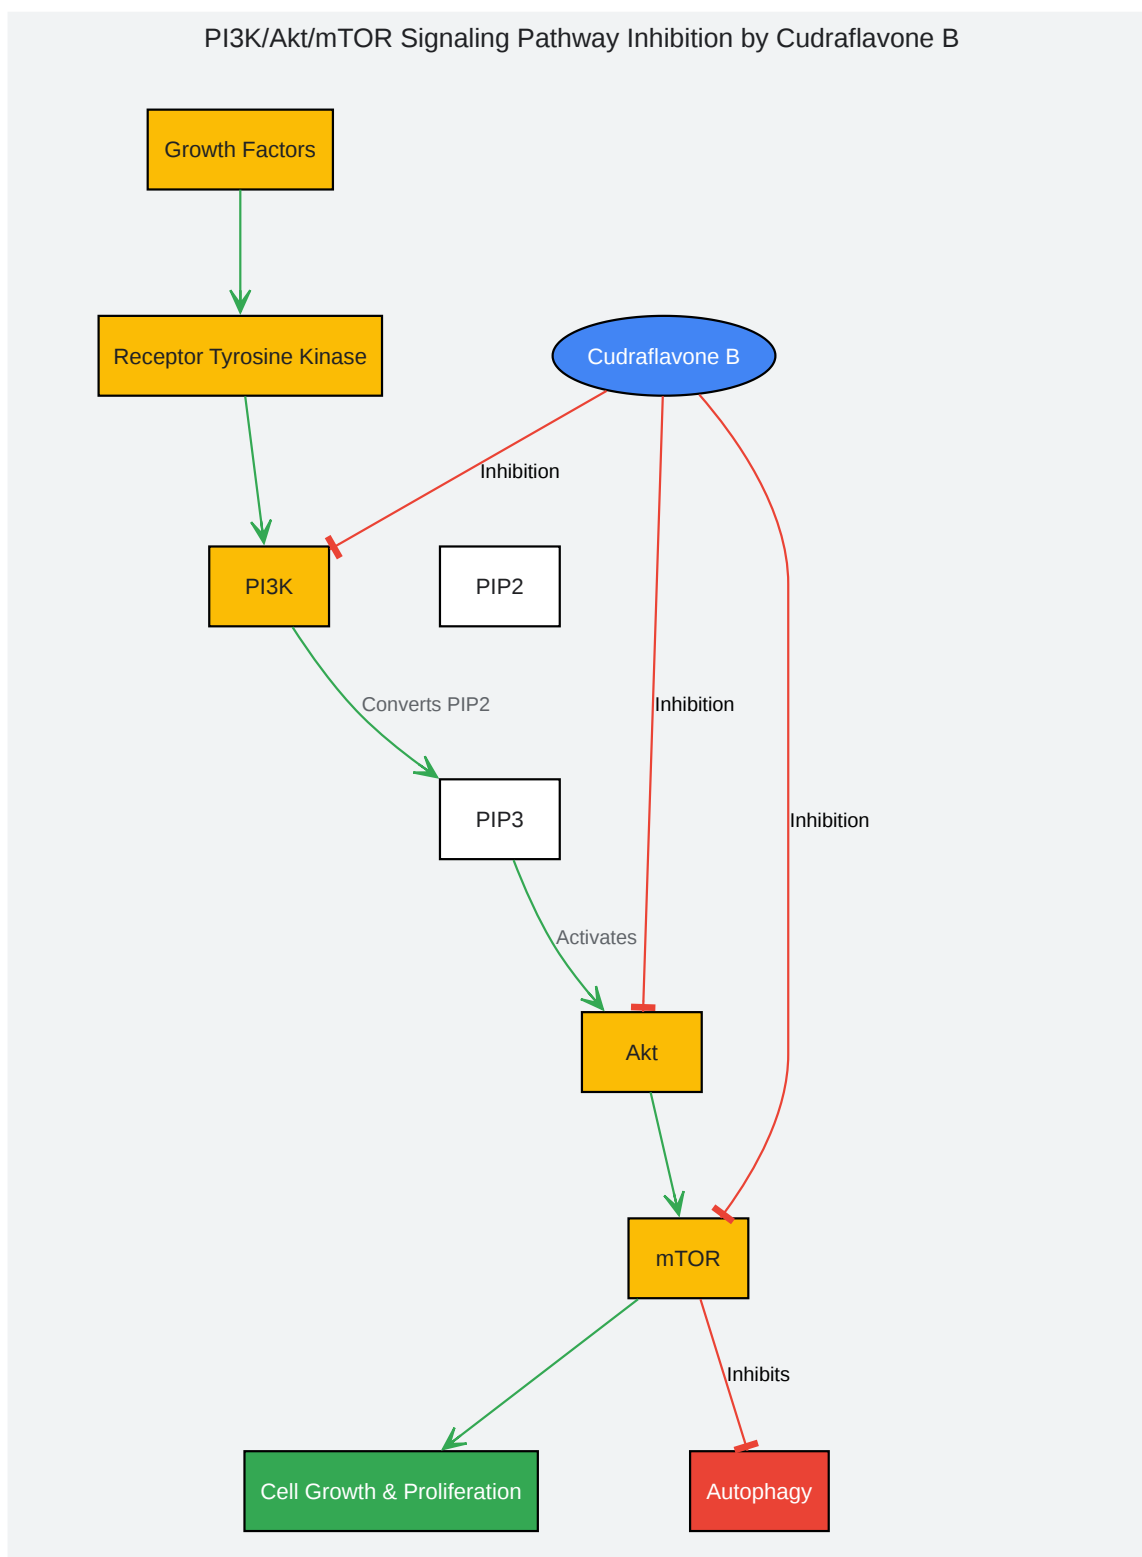 PI3K/Akt/mTOR Signaling Pathway Inhibition by Cudraflavone B
Growth Factors
Receptor Tyrosine Kinase
Cudraflavone B
Inhibition
PI3K
PIP2
Converts PIP2
Inhibition
PIP3
Inhibition
Activates
Akt
mTOR
Inhibits
Cell Growth & Proliferation
Autophagy